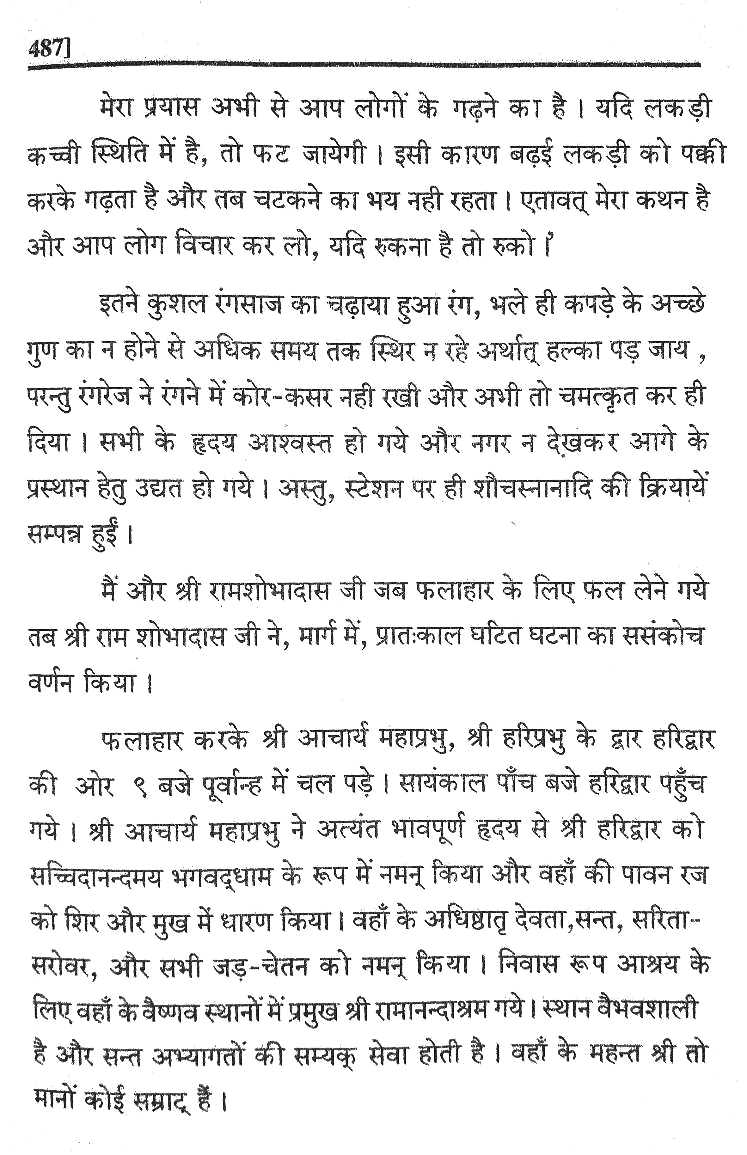 487]
मेरा प्रयास अभी से आप लोगों के गढ़ने का है । यदि लकड़ी
कच्ची स्थिति में है, तो फट जायेगी । इसी कारण बढ़ई लकड़ी को पक्की
करके गढ़ता है और तब चटकने का भय नही रहता । एतावत् मेरा कथन है
और आप लोग विचार कर लो, यदि रुकना है तो रुको ।'
इतने कुशल रंगसाज का चढ़ाया हुआ रंग, भले ही कपड़े के अच्छे
गुण का न होने से अधिक समय तक स्थिर न रहे अर्थात् हल्का पड़ जाय ,
परन्तु रंगरेज ने रंगने में कोर-कसर नही रखी और अभी तो चमत्कृत कर ही
दिया । सभी के हृदय आश्वस्त हो गये और नगर न देखकर आगे के
प्रस्थान हेतु उद्यत हो गये । अस्तु, स्टेशन पर ही शौचस्नानादि की क्रियायें
सम्पन्न हुईं ।
मैं और श्री रामशोभादास जी जब फलाहार के लिए फल लेने गये
तब श्री राम शोभादास जी ने, मार्ग में, प्रातःकाल घटित घटना का ससंकोच
वर्णन किया ।
फलाहार करके श्री आचार्य महाप्रभु, श्री हरिप्रभु के द्वार हरिद्वार
की ओर ९ बजे पूर्वान्ह में चल पड़े । सायंकाल पाँच बजे हरिद्वार पहुँच
गये । श्री आचार्य महाप्रभु ने अत्यंत भावपूर्ण हृदय से श्री हरिद्वार को
सच्चिदानन्दमय भगवद्धाम के रूप में नमन् किया और वहाँ की पावन रज
को शिर और मुख में धारण किया । वहाँ के अधिष्ठातृ देवता,सन्त, सरिता-
सरोवर, और सभी जड़-चेतन को नमन् किया । निवास रूप आश्रय के
लिए वहाँ के वैष्णव स्थानों में प्रमुख श्री रामानन्दाश्रम गये । स्थान वैभवशाली
है और सन्त अभ्यागतों की सम्यक् सेवा होती है । वहाँ के महन्त श्री तो
मानों कोई सम्राट् हैं ।